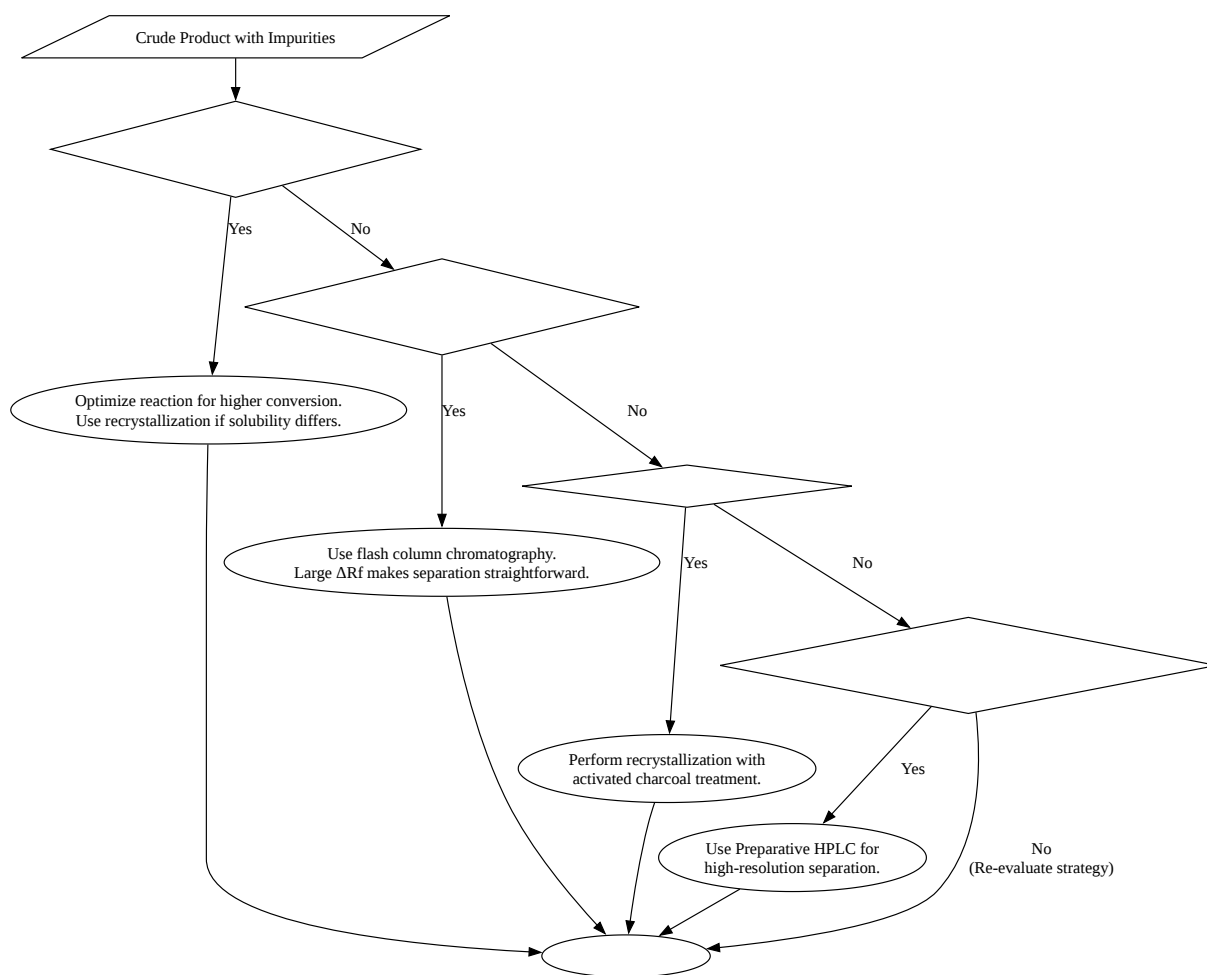 Crude Product with Impurities
Yes
No
Optimize reaction for higher conversion.
Use recrystallization if solubility differs.
Yes
No
Use flash column chromatography.
Large ΔRf makes separation straightforward.
Yes
No
Perform recrystallization with
activated charcoal treatment.
Yes
Use Preparative HPLC for
high-resolution separation.
No
(Re-evaluate strategy)